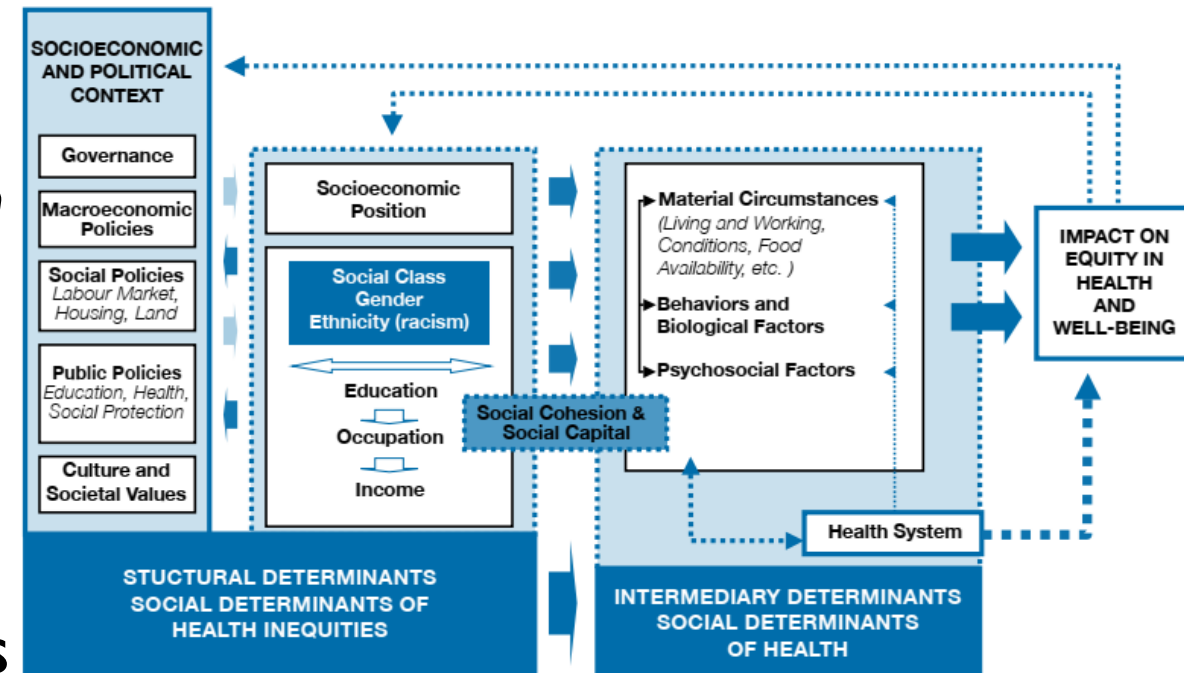 SOCIOECONOMIC
AND POLITICAL
CONTEXT
Governance
Macroeconomic
Policies
Social Policies
Labour Market,
Housing, Land
Public Policies
Education, Health,
Social Protection
Culture and
Societal Values
Socioeconomic
Position
Social Class
Gender
Ethnicity (racism)
Education
Occupation
Income
Social Cohesion &
Social Capital
Material Circumstances
(Living and Working,
Conditions, Food
Availability, etc. )
Behaviors and
Biological Factors
Psychosocial Factors
Health System
IMPACT ON
EQUITY IN
HEALTH
AND
WELL-BEING
STUCTURAL DETERMINANTS
SOCIAL DETERMINANTS OF
HEALTH INEQUITIES
INTERMEDIARY DETERMINANTS
SOCIAL DETERMINANTS
OF HEALTH
s